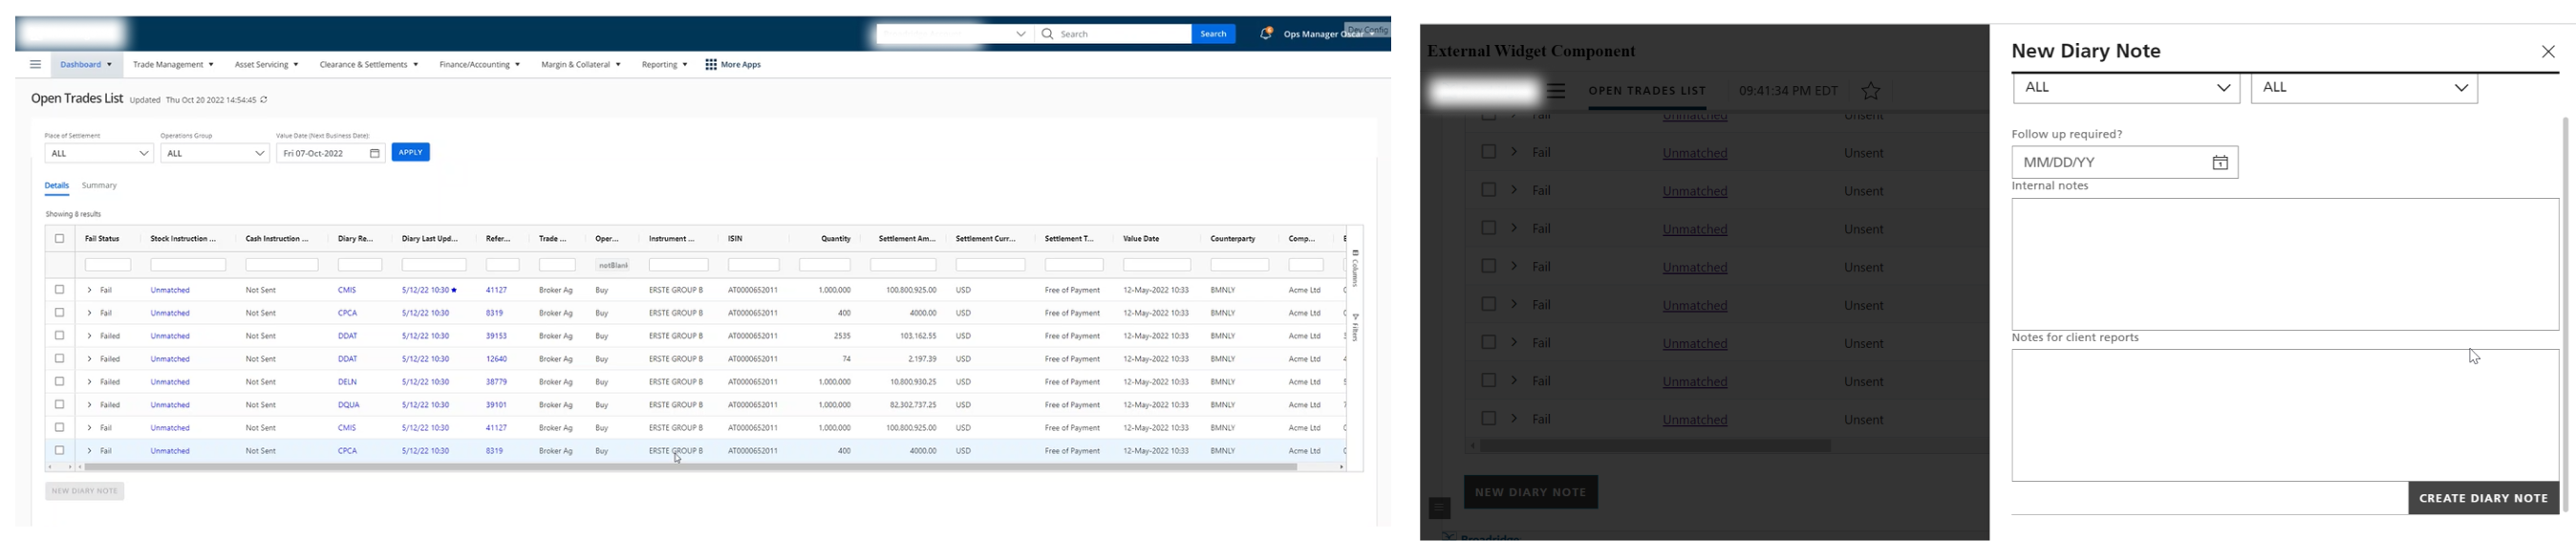 Search
Search
Ops Manager Oscar
Dev Config
Dashboard
Trade Management
Asset Servicing
Clearance & Settlements
Finance/Accounting
Margin & Collateral
Reporting
More Apps
Open Trades List Updated Thu Oct 20 2022 14:54:45
Place of Settlement: Operations Group Value Date (Next Business Date):
ALL ALL Fri 07-Oct-2022 APPLY
Details Summary
Showing 8 results
Fail Status Stock Instruction ... Cash Instruction ... Diary Re... Diary Last Upd... Refer... Trade ... Oper... Instrument ... ISIN Quantity Settlement Am... Settlement Curr... Settlement T... Value Date Counterparty Comp...
notBlank
Fail Unmatched Not Sent CMIS 5/12/22 10:30 ★ 41127 Broker Ag Buy ERSTE GROUP B AT0000652011 1,000,000 100,800,925.00 USD Free of Payment 12-May-2022 10:33 BMNLY Acme Ltd
Fail Unmatched Not Sent CPCA 5/12/22 10:30 8319 Broker Ag Buy ERSTE GROUP B AT0000652011 400 4000.00 USD Free of Payment 12-May-2022 10:33 BMNLY Acme Ltd
Failed Unmatched Not Sent DDAT 5/12/22 10:30 39153 Broker Ag Buy ERSTE GROUP B AT0000652011 2535 103,162.55 USD Free of Payment 12-May-2022 10:33 BMNLY Acme Ltd
Failed Unmatched Not Sent DDAT 5/12/22 10:30 12640 Broker Ag Buy ERSTE GROUP B AT0000652011 74 2,197.39 USD Free of Payment 12-May-2022 10:33 BMNLY Acme Ltd
Failed Unmatched Not Sent DELN 5/12/22 10:30 38779 Broker Ag Buy ERSTE GROUP B AT0000652011 1,000,000 10,800,930.25 USD Free of Payment 12-May-2022 10:33 BMNLY Acme Ltd
Failed Unmatched Not Sent DQUA 5/12/22 10:30 39101 Broker Ag Buy ERSTE GROUP B AT0000652011 1,000,000 82,302,737.25 USD Free of Payment 12-May-2022 10:33 BMNLY Acme Ltd
Fail Unmatched Not Sent CMIS 5/12/22 10:30 41127 Broker Ag Buy ERSTE GROUP B AT0000652011 1,000,000 100,800,925.00 USD Free of Payment 12-May-2022 10:33 BMNLY Acme Ltd
Fail Unmatched Not Sent CPCA 5/12/22 10:30 8319 Broker Ag Buy ERSTE GROUP B AT0000652011 400 4000.00 USD Free of Payment 12-May-2022 10:33 BMNLY Acme Ltd
Columns
Filters
NEW DIARY NOTE
External Widget Component
OPEN TRADES LIST 09:41:34 PM EDT
Fail Unmatched Unsent
Fail Unmatched Unsent
Fail Unmatched Unsent
Fail Unmatched Unsent
Fail Unmatched Unsent
Fail Unmatched Unsent
Fail Unmatched Unsent
Fail Unmatched Unsent
Fail Unmatched Unsent
NEW DIARY NOTE
Broadridge
New Diary Note
ALL ALL
Follow up required?
MM/DD/YY
Internal notes
Notes for client reports
CREATE DIARY NOTE